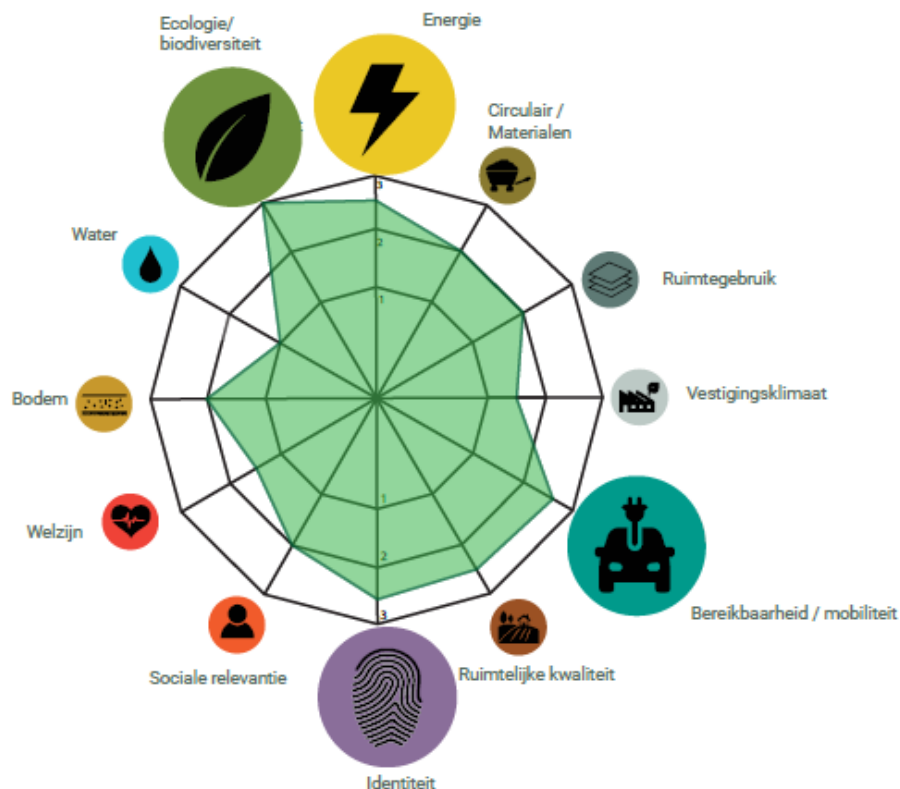 Ecologie/
biodiversiteit
Energie
Circulair /
Materialen
Water
Ruimtegebruik
Bodem
Vestigingsklimaat
Welzijn
Bereikbaarheid / mobiliteit
Sociale relevantie
Ruimtelijke kwaliteit
Identiteit
3
2
1
1
2
3